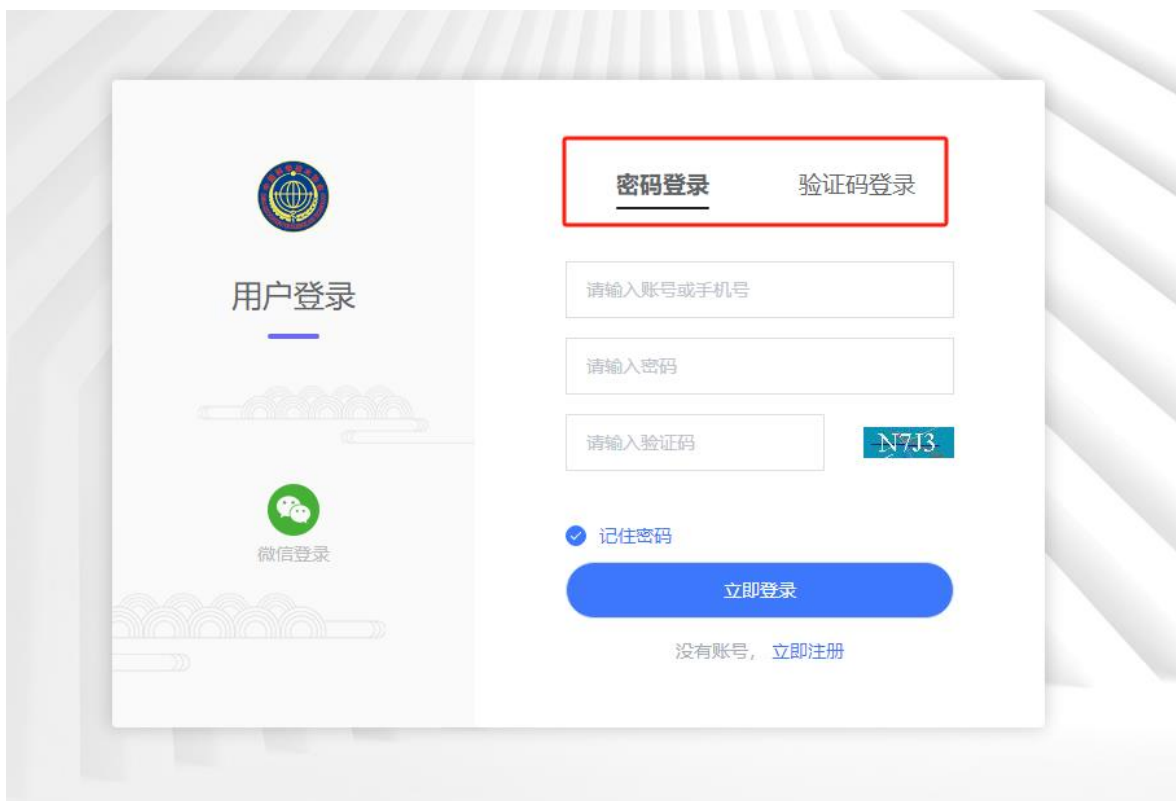 用户登录
微信登录
密码登录 验证码登录
请输入账号或手机号
请输入密码
请输入验证码
N7J3
记住密码
立即登录
没有账号，立即注册